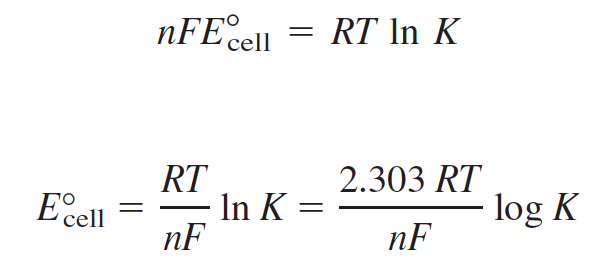 nFE°cell = RT ln K
E°cell = RT/nF ln K = 2.303 RT/nF log K